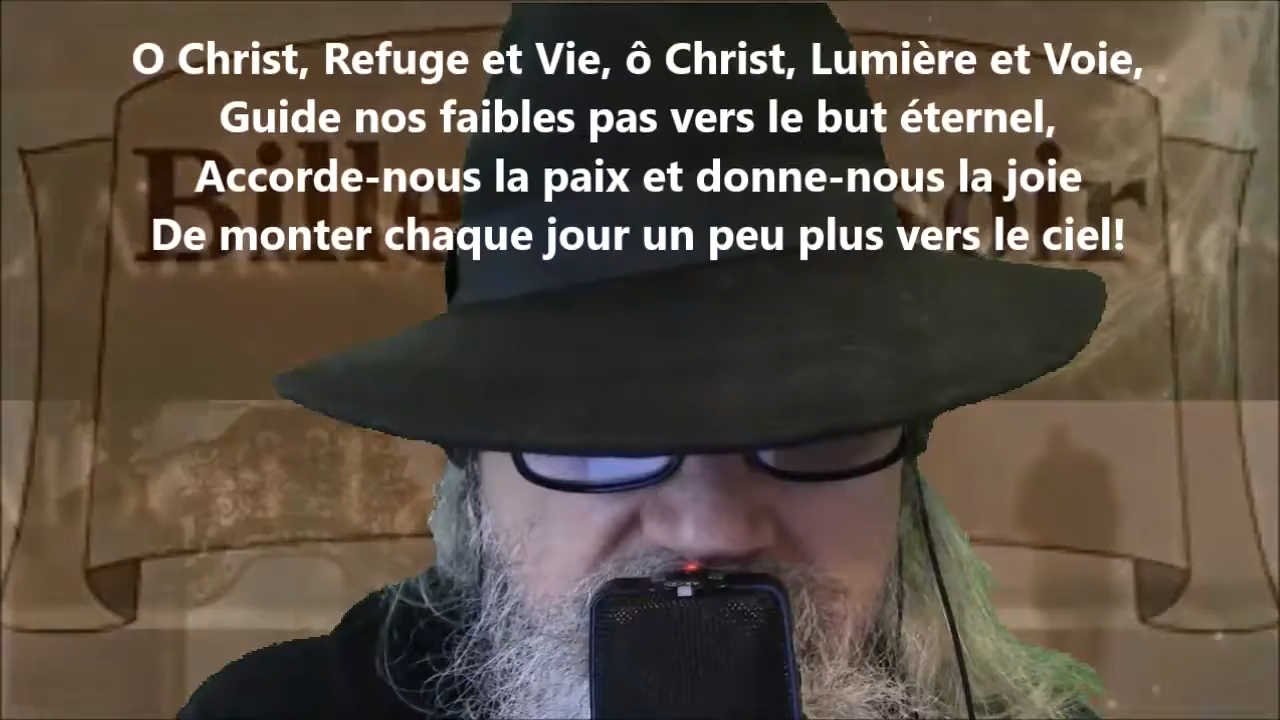 O Christ, Refuge et Vie, ô Christ, Lumière et Voie,
Guide nos faibles pas vers le but éternel,
Accorde-nous la paix et donne-nous la joie
De monter chaque jour un peu plus vers le ciel!